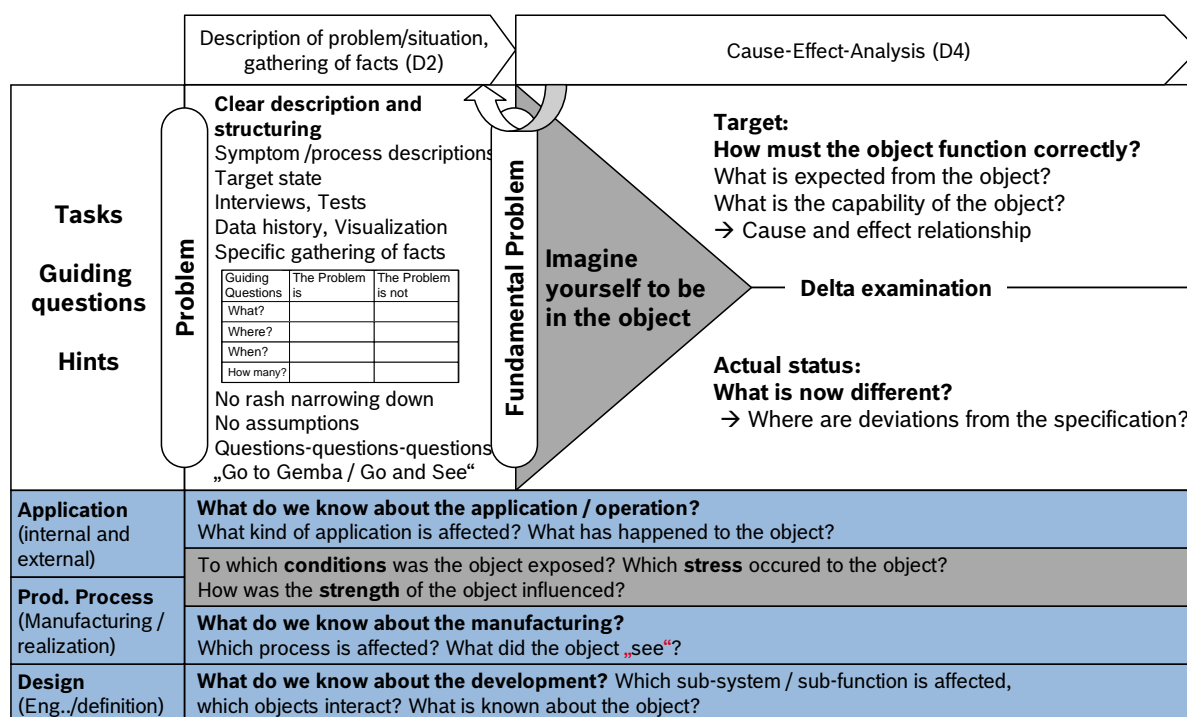 Description of problem/situation,
gathering of facts (D2)
Cause-Effect-Analysis (D4)
Tasks
Guiding
questions
Hints
Problem
Clear description and
structuring
Symptom /process descriptions
Target state
Interviews, Tests
Data history, Visualization
Specific gathering of facts
Guiding Questions | The Problem is | The Problem is not
What?
Where?
When?
How many?
No rash narrowing down
No assumptions
Questions-questions-questions
„Go to Gemba / Go and See“
Fundamental Problem
Imagine
yourself to be
in the object
Target:
How must the object function correctly?
What is expected from the object?
What is the capability of the object?
→ Cause and effect relationship
Delta examination
Actual status:
What is now different?
→ Where are deviations from the specification?
Application
(internal and
external)
What do we know about the application / operation?
What kind of application is affected? What has happened to the object?
To which conditions was the object exposed? Which stress occured to the object?
How was the strength of the object influenced?
Prod. Process
(Manufacturing /
realization)
What do we know about the manufacturing?
Which process is affected? What did the object „see“?
Design
(Eng../definition)
What do we know about the development? Which sub-system / sub-function is affected,
which objects interact? What is known about the object?